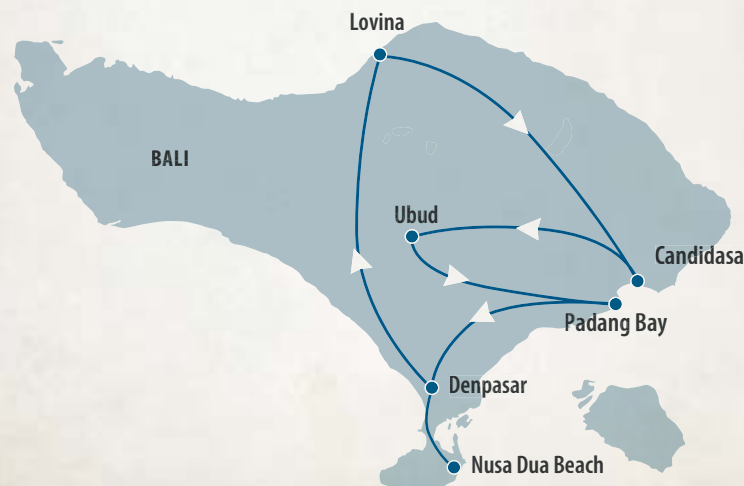 Lovina
BALI
Ubud
Candidasa
Padang Bay
Denpasar
Nusa Dua Beach